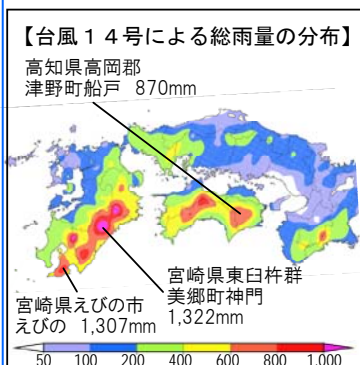 【台風１４号による総雨量の分布】
高知県高岡郡
津野町船戸 870mm
宮崎県東臼杵群
美郷町神門
1,322mm
宮崎県えびの市
えびの 1,307mm
50 100 200 400 600 800 1,000